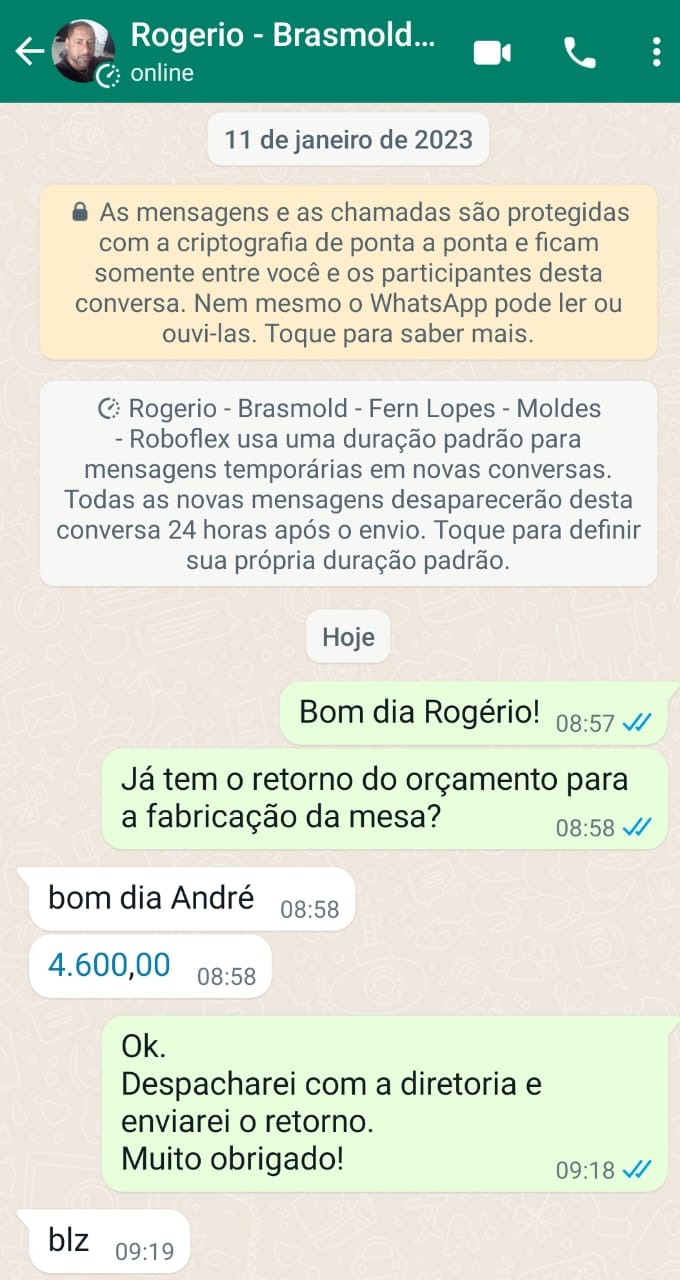 Rogerio - Brasmold...
online
11 de janeiro de 2023
As mensagens e as chamadas são protegidas
com a criptografia de ponta a ponta e ficam
somente entre você e os participantes desta
conversa. Nem mesmo o WhatsApp pode ler ou
ouvi-las. Toque para saber mais.
Rogerio - Brasmold - Fern Lopes - Moldes
- Roboflex usa uma duração padrão para
mensagens temporárias em novas conversas.
Todas as novas mensagens desaparecerão desta
conversa 24 horas após o envio. Toque para definir
sua própria duração padrão.
Hoje
Bom dia Rogério! 08:57
Já tem o retorno do orçamento para
a fabricação da mesa? 08:58
bom dia André 08:58
4.600,00 08:58
Ok.
Despacharei com a diretoria e
enviarei o retorno.
Muito obrigado! 09:18
blz 09:19